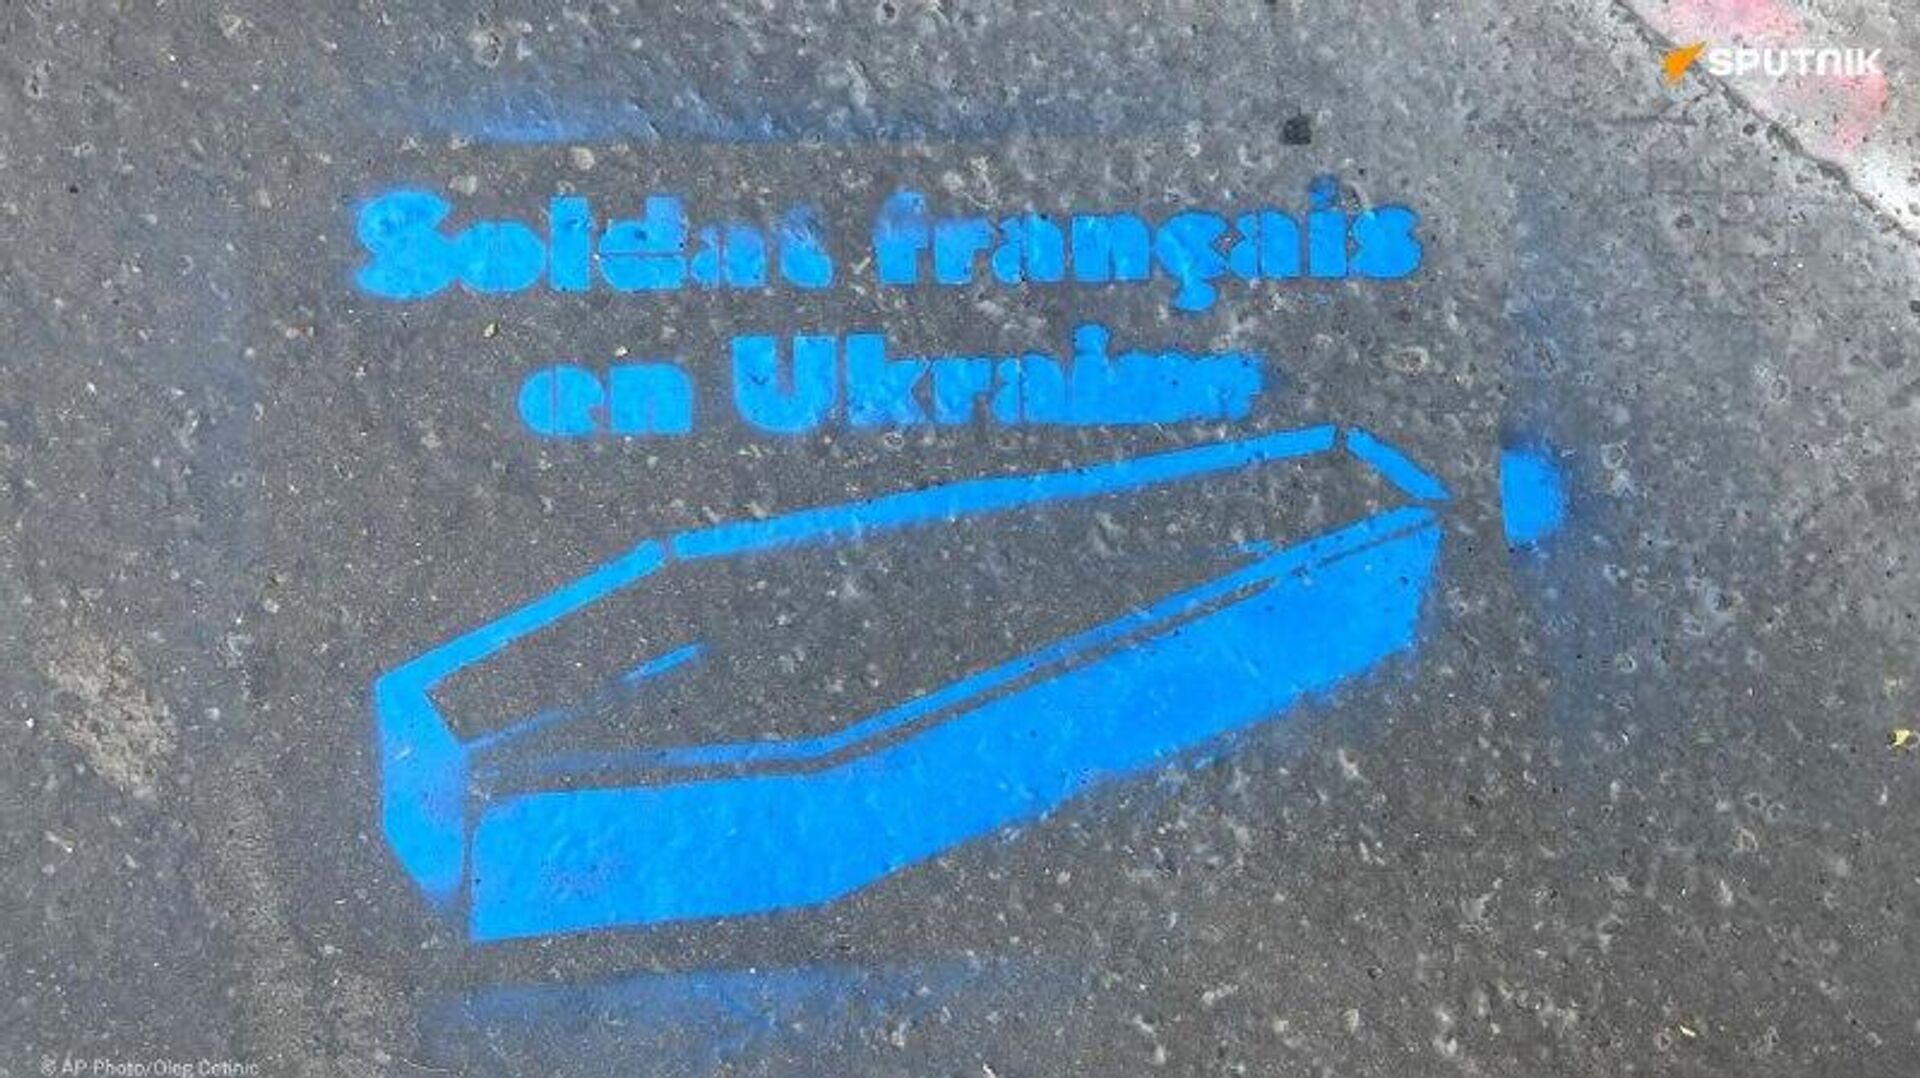 SPUTNIK
Soldat français
en Ukraine
© AP Photo/Oleg Cetinic